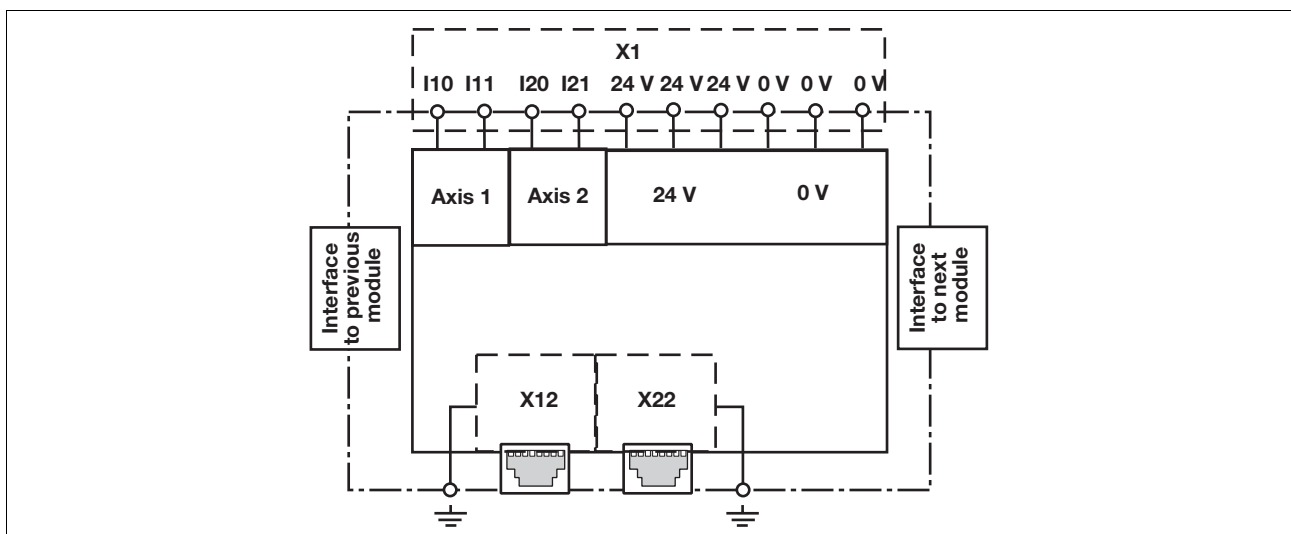 X1
I10 I11 I20 I21 24 V 24 V 24 V 0 V 0 V 0 V
Axis 1 Axis 2 24 V 0 V
Interface
to previous
module
Interface
to next
module
X12 X22